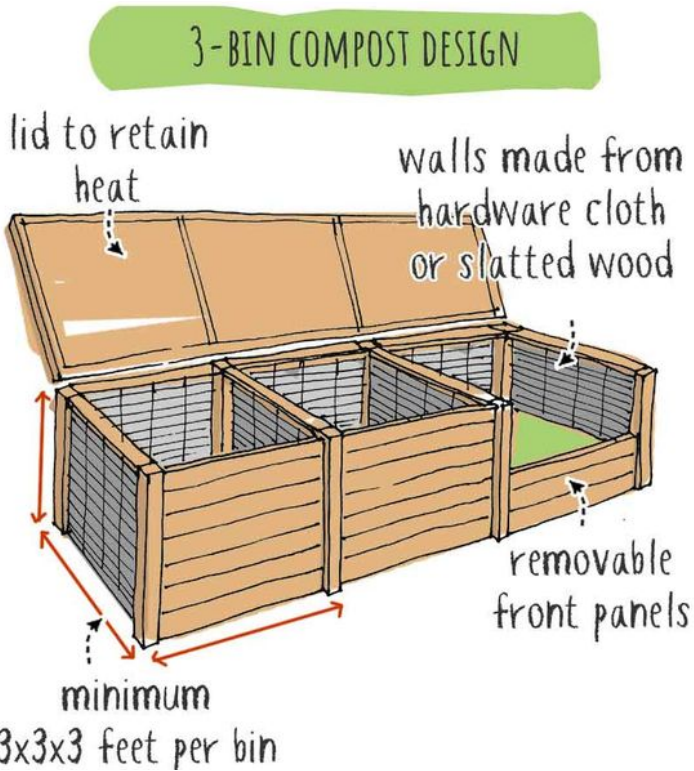 3-BIN COMPOST DESIGN
lid to retain
heat
walls made from
hardware cloth
or slatted wood
removable
front panels
minimum
3x3x3 feet per bin